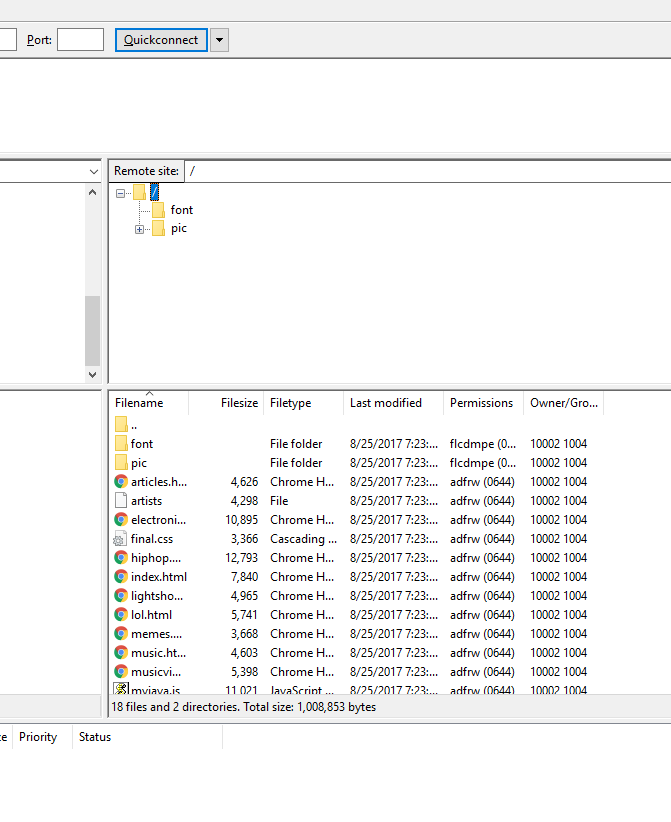 Port: Quickconnect
Remote site: /
/
font
pic
Filename Filesize Filetype Last modified Permissions Owner/Gro...
..
font File folder 8/25/2017 7:23:... flcdmpe (0... 10002 1004
pic File folder 8/25/2017 7:23:... flcdmpe (0... 10002 1004
articles.h... 4,626 Chrome H... 8/25/2017 7:23:... adfrw (0644) 10002 1004
artists 4,298 File 8/25/2017 7:23:... adfrw (0644) 10002 1004
electroni... 10,895 Chrome H... 8/25/2017 7:23:... adfrw (0644) 10002 1004
final.css 3,366 Cascading ... 8/25/2017 7:23:... adfrw (0644) 10002 1004
hiphop.... 12,793 Chrome H... 8/25/2017 7:23:... adfrw (0644) 10002 1004
index.html 7,840 Chrome H... 8/25/2017 7:23:... adfrw (0644) 10002 1004
lightsho... 4,965 Chrome H... 8/25/2017 7:23:... adfrw (0644) 10002 1004
lol.html 5,741 Chrome H... 8/25/2017 7:23:... adfrw (0644) 10002 1004
memes.... 3,668 Chrome H... 8/25/2017 7:23:... adfrw (0644) 10002 1004
music.ht... 4,603 Chrome H... 8/25/2017 7:23:... adfrw (0644) 10002 1004
musicvi... 5,398 Chrome H... 8/25/2017 7:23:... adfrw (0644) 10002 1004
myjava.js 11,021 JavaScript ... 8/25/2017 7:23:... adfrw (0644) 10002 1004
18 files and 2 directories. Total size: 1,008,853 bytes
Priority Status